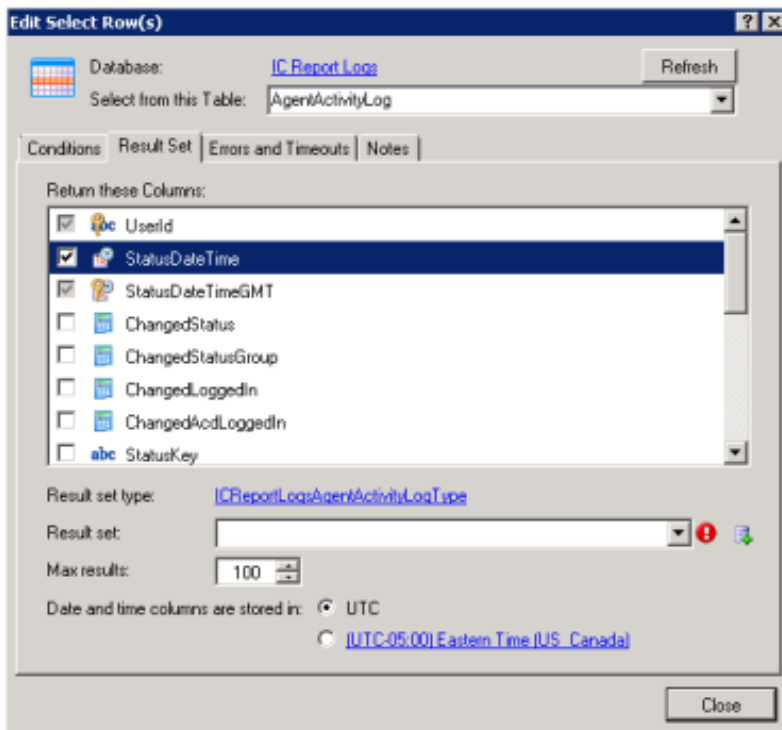 Edit Select Row(s)
Database: IC Report Logs Refresh
Select from this Table: AgentActivityLog
Conditions Result Set Errors and Timeouts Notes
Return these Columns:
abc UserId
StatusDateTime
StatusDateTimeGMT
ChangedStatus
ChangedStatusGroup
ChangedLoggedIn
ChangedAcdLoggedIn
abc StatusKey
Result set type: ICReportLogsAgentActivityLogType
Result set:
Max results: 100
Date and time columns are stored in: UTC
(UTC-05:00) Eastern Time (US Canada)
Close